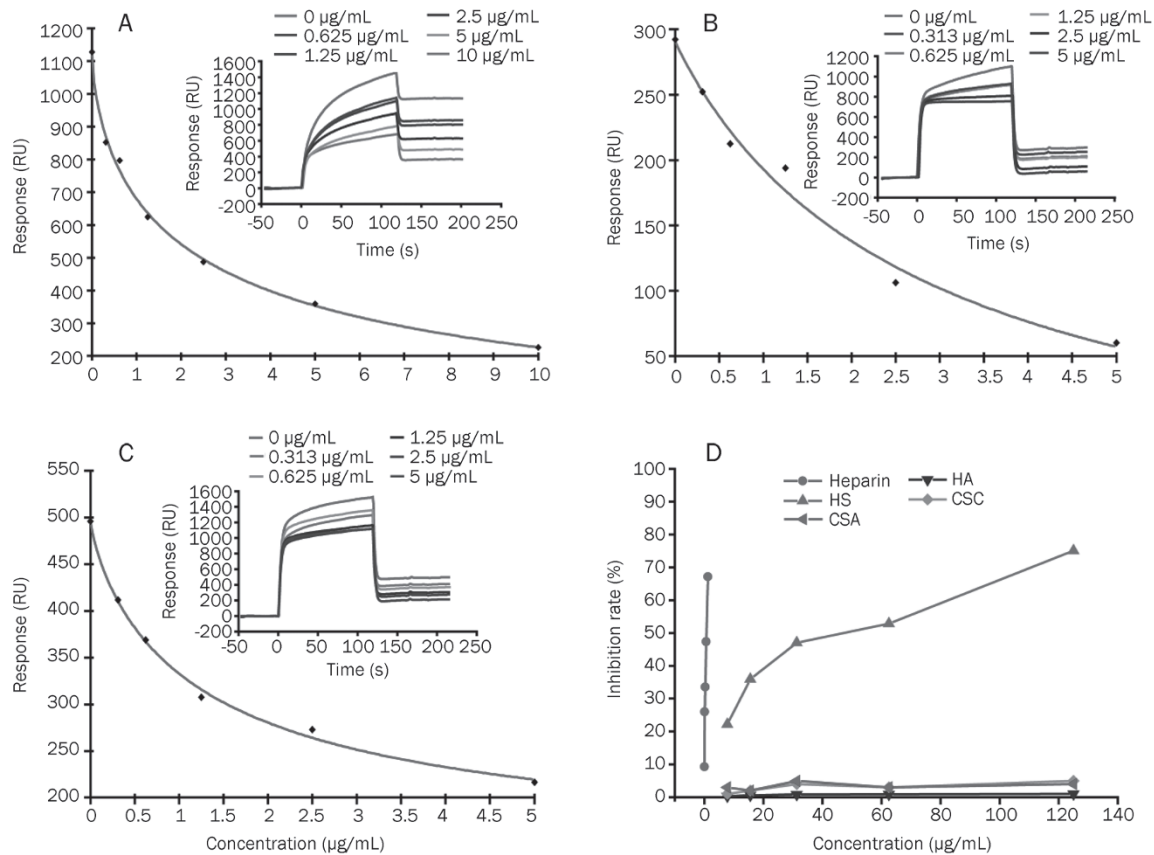 A
0 µg/mL 2.5 µg/mL
0.625 µg/mL 5 µg/mL
1.25 µg/mL 10 µg/mL
Response (RU)
1200
1100
1000
900
1100
700
600
500
400
300
200
0 1 2 3 4 5 6 7 8 9 10
Response (RU)
1600
1400
1200
1000
800
600
400
200
0
-200
-50 0 50 100 150 200 250
Time (s)
B
0 µg/mL 1.25 µg/mL
0.313 µg/mL 2.5 µg/mL
0.625 µg/mL 5 µg/mL
Response (RU)
300
250
200
150
100
50
0 0.5 1 1.5 2 2.5 3 3.5 4 4.5 5
Response (RU)
1200
1000
800
600
400
200
0
-200
-50 0 50 100 150 200 250
Time (s)
C
0 µg/mL 1.25 µg/mL
0.313 µg/mL 2.5 µg/mL
0.625 µg/mL 5 µg/mL
Response (RU)
550
500
450
400
350
300
250
200
0 0.5 1 1.5 2 2.5 3 3.5 4 4.5 5
Concentration (µg/mL)
Response (RU)
1600
1400
1200
1000
800
600
400
200
0
-200
-50 0 50 100 150 200 250
Time (s)
D
Heparin HA
HS CSC
CSA
Inhibition rate (%)
100
90
80
70
60
50
40
30
20
10
0
0 20 40 60 80 100 120 140
Concentration (µg/mL)